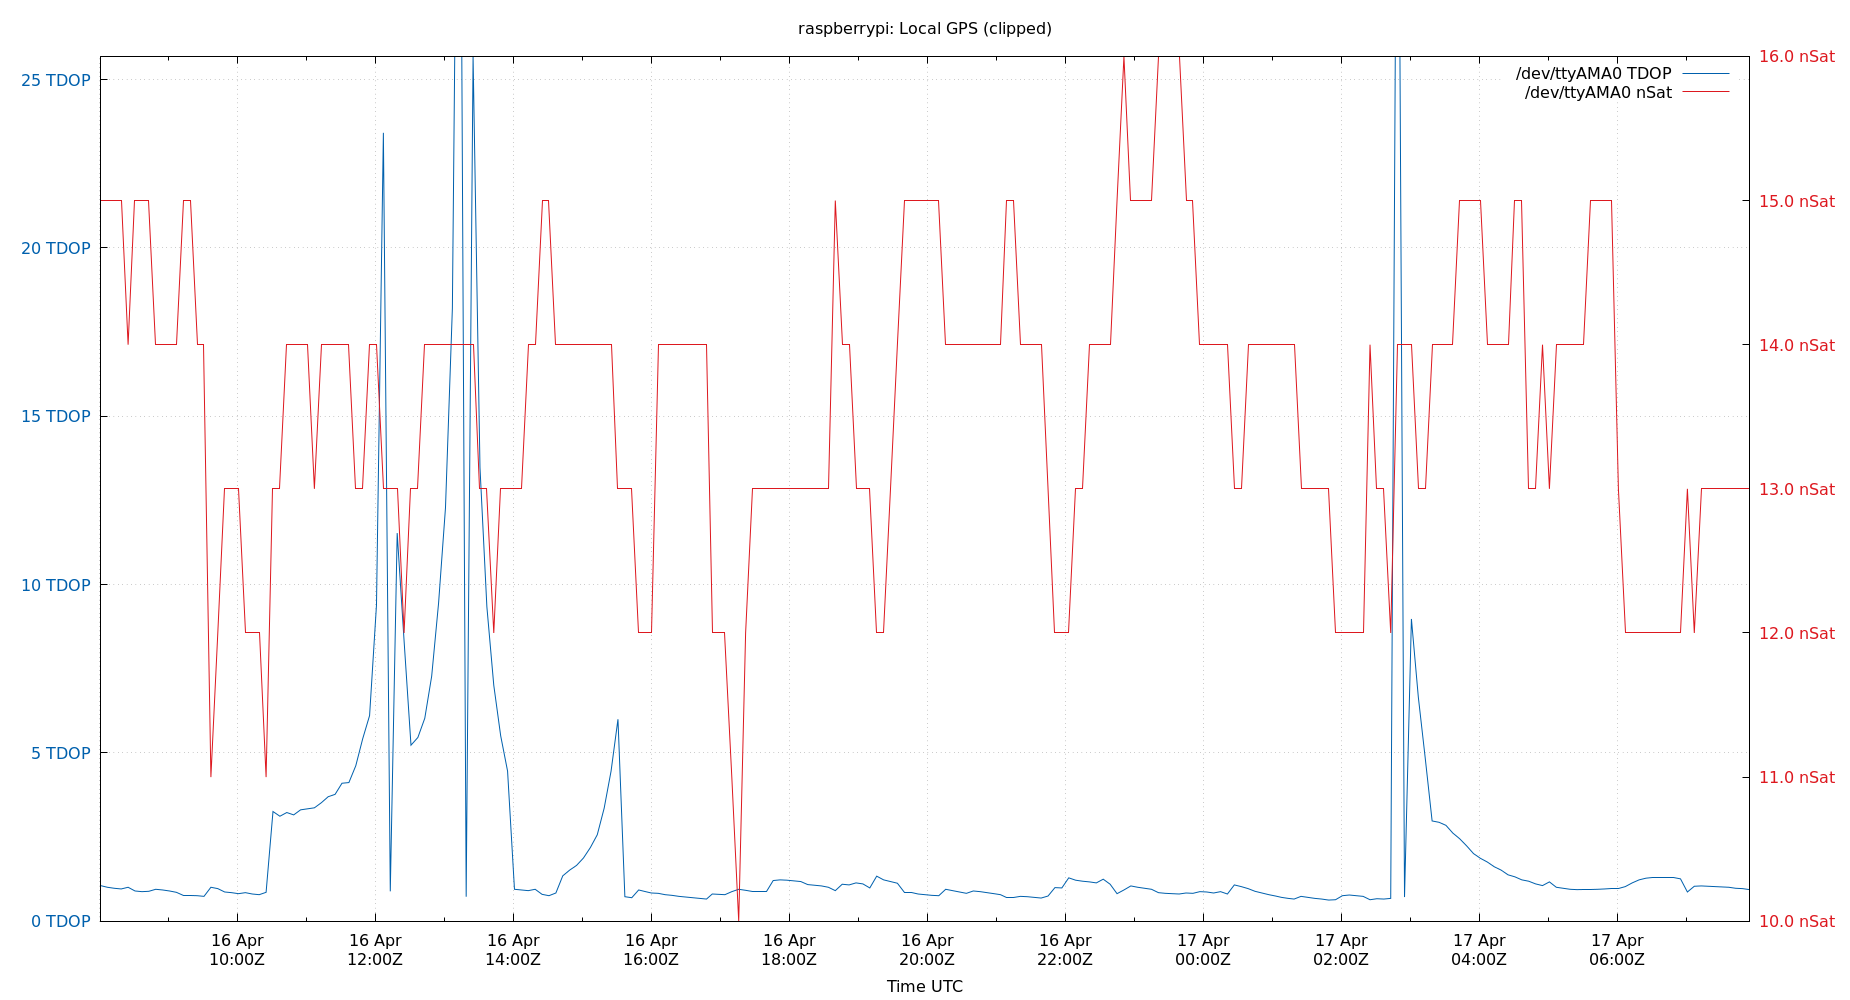 raspberrypi: Local GPS (clipped)
25 TDOP
20 TDOP
15 TDOP
10 TDOP
5 TDOP
0 TDOP
16.0 nSat
15.0 nSat
14.0 nSat
13.0 nSat
12.0 nSat
11.0 nSat
10.0 nSat
/dev/ttyAMA0 TDOP
/dev/ttyAMA0 nSat
16 Apr
10:00Z
16 Apr
12:00Z
16 Apr
14:00Z
16 Apr
16:00Z
16 Apr
18:00Z
16 Apr
20:00Z
16 Apr
22:00Z
17 Apr
00:00Z
17 Apr
02:00Z
17 Apr
04:00Z
17 Apr
06:00Z
Time UTC